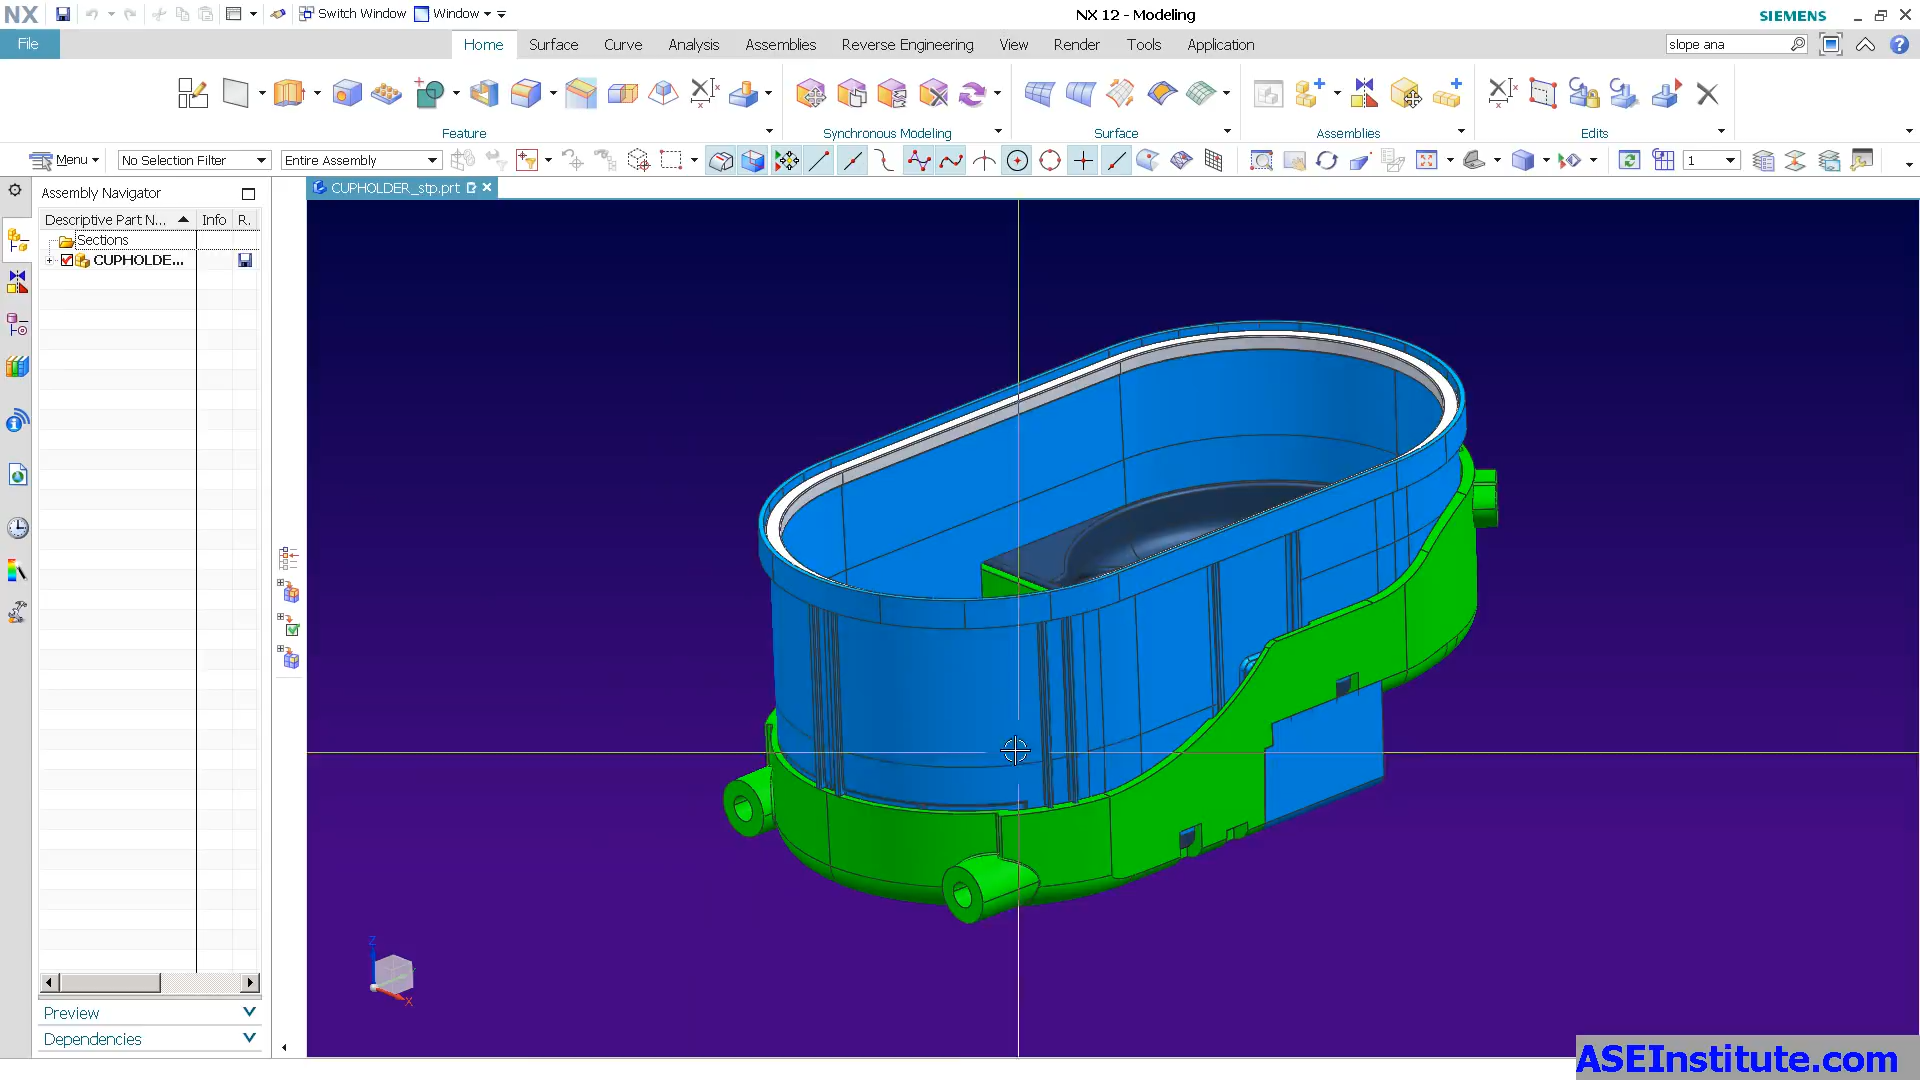 NX Switch Window Window NX 12 - Modeling SIEMENS
File Home Surface Curve Analysis Assemblies Reverse Engineering View Render Tools Application slope ana
Feature Synchronous Modeling Surface Assemblies Edits
Menu No Selection Filter Entire Assembly 1
Assembly Navigator CUPHOLDER_stp.prt
Descriptive Part N... Info R.
Sections
CUPHOLDE...
Z
X
Preview
Dependencies
ASEInstitute.com